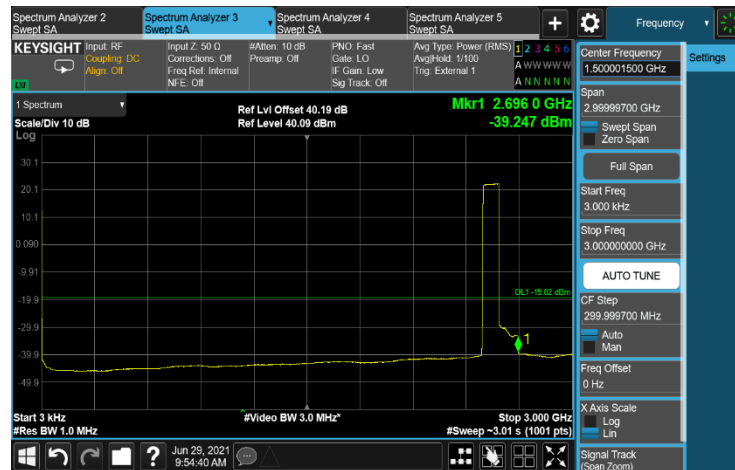 Spectrum Analyzer 2
Swept SA
Spectrum Analyzer 3
Swept SA
Spectrum Analyzer 4
Swept SA
Spectrum Analyzer 5
Swept SA
+
Frequency
KEYSIGHT
LXI
Input: RF
Coupling: DC
Align: Off
Input Z: 50 Ω
Corrections: Off
Freq Ref: Internal
NFE: Off
#Atten: 10 dB
Preamp: Off
PNO: Fast
Gate: LO
IF Gain: Low
Sig Track: Off
Avg Type: Power (RMS)
Avg|Hold: 1/100
Trig: External 1
1 2 3 4 5 6
A W W W W W
A N N N N N
1 Spectrum
Scale/Div 10 dB
Log
Ref Lvl Offset 40.19 dB
Ref Level 40.09 dBm
Mkr1 2.696 0 GHz
-39.247 dBm
30.1
20.1
10.1
0.090
-9.91
-19.9
-29.9
-39.9
-49.9
DL1 -19.02 dBm
1
Start 3 kHz
#Res BW 1.0 MHz
#Video BW 3.0 MHz*
Stop 3.000 GHz
#Sweep ~3.01 s (1001 pts)
Center Frequency
1.500001500 GHz
Settings
Span
2.99999700 GHz
Swept Span
Zero Span
Full Span
Start Freq
3.000 kHz
Stop Freq
3.000000000 GHz
AUTO TUNE
CF Step
299.999700 MHz
Auto
Man
Freq Offset
0 Hz
X Axis Scale
Log
Lin
Signal Track
(Span Zoom)
?
Jun 29, 2021
9:54:40 AM